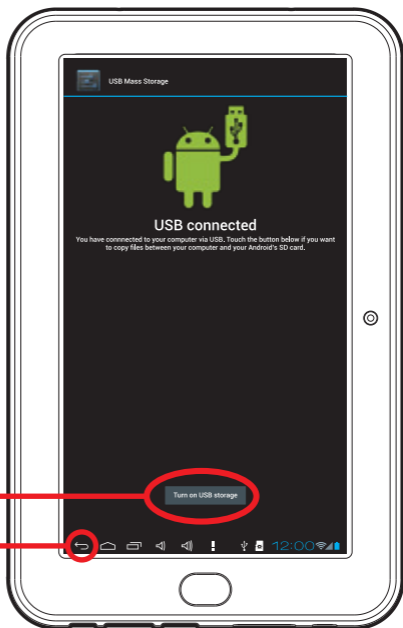 USB Mass Storage
USB connected
You have connnected to your computer via USB. Touch the button below if you want
to copy files between your computer and your Android's SD card.
Turn on USB storage
12:00